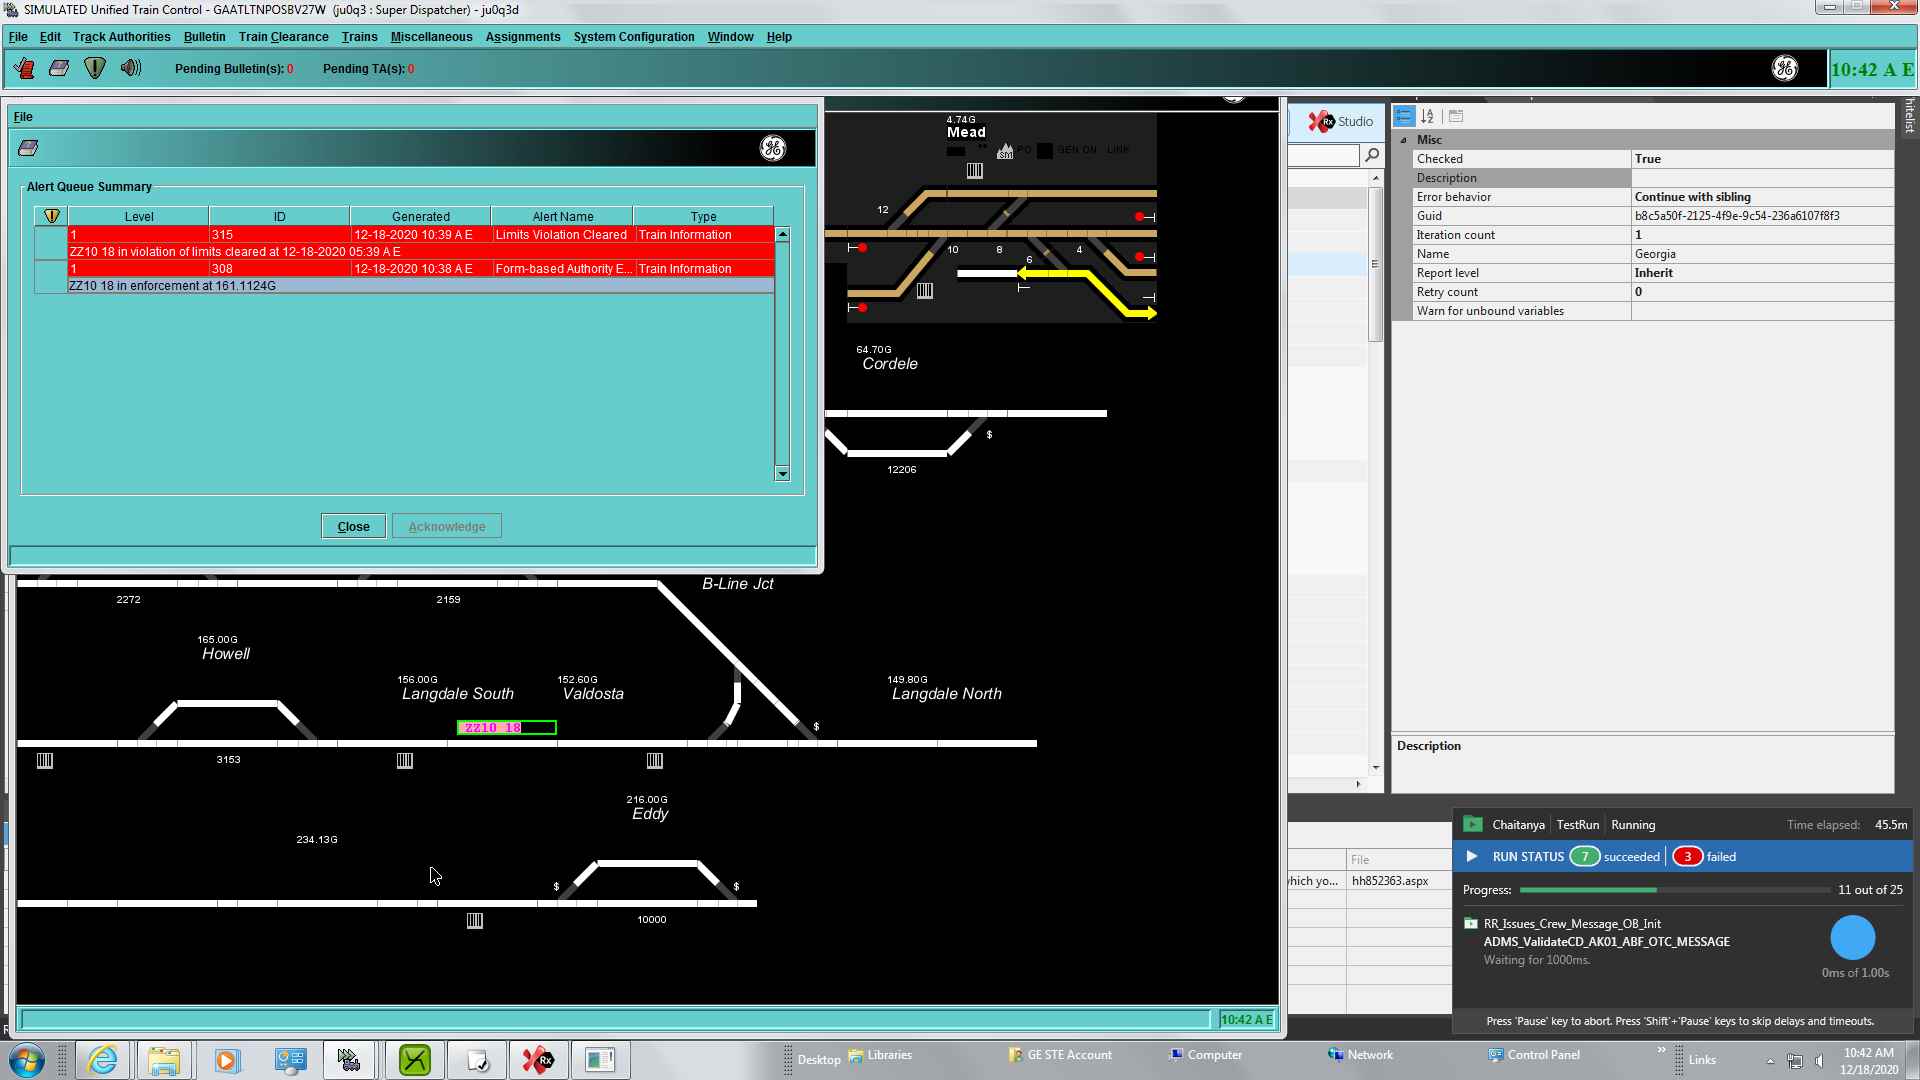 SIMULATED Unified Train Control - GAATLTNPOSBV27W (ju0q3 : Super Dispatcher) - ju0q3d
File Edit Track Authorities Bulletin Train Clearance Trains Miscellaneous Assignments System Configuration Window Help
Pending Bulletin(s): 0 Pending TA(s): 0
10:42 A E
File
Alert Queue Summary
Level ID Generated Alert Name Type
1 315 12-18-2020 10:39 A E Limits Violation Cleared Train Information
ZZ10 18 in violation of limits cleared at 12-18-2020 05:39 A E
1 308 12-18-2020 10:38 A E Form-based Authority E... Train Information
ZZ10 18 in enforcement at 161.1124G
Close Acknowledge
4.74G
Mead
SM PO GEN ON LINK
12
10 8 6 4
64.70G
Cordele
$
12206
B-Line Jct
2272 2159
165.00G
Howell
156.00G
Langdale South
152.60G
Valdosta
149.80G
Langdale North
ZZ10 18
$
3153
216.00G
Eddy
234.13G
$ $
10000
10:42 A E
Rx Studio
hitelist
Misc
Checked True
Description
Error behavior Continue with sibling
Guid b8c5a50f-2125-4f9e-9c54-236a6107f8f3
Iteration count 1
Name Georgia
Report level Inherit
Retry count 0
Warn for unbound variables
Description
File
which yo... hh852363.aspx
Chaitanya TestRun Running Time elapsed: 45.5m
RUN STATUS 7 succeeded 3 failed
Progress: 11 out of 25
RR_Issues_Crew_Message_OB_Init
ADMS_ValidateCD_AK01_ABF_OTC_MESSAGE
Waiting for 1000ms.
0ms of 1.00s
Press 'Pause' key to abort. Press 'Shift'+'Pause' keys to skip delays and timeouts.
Desktop Libraries GE STE Account Computer Network Control Panel » Links
10:42 AM
12/18/2020